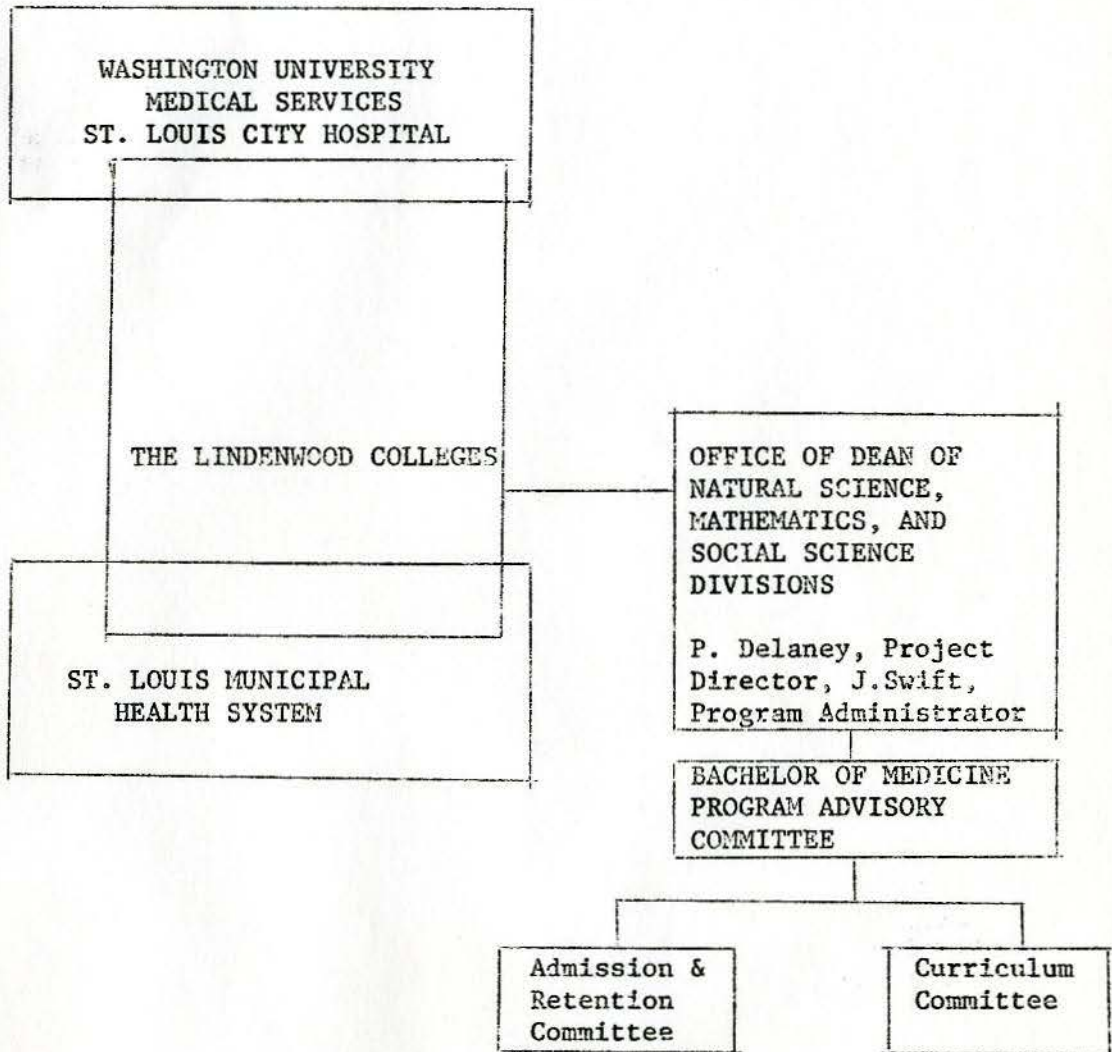 WASHINGTON UNIVERSITY
MEDICAL SERVICES
ST. LOUIS CITY HOSPITAL
THE LINDENWOOD COLLEGES
ST. LOUIS MUNICIPAL
HEALTH SYSTEM
OFFICE OF DEAN OF
NATURAL SCIENCE,
MATHEMATICS, AND
SOCIAL SCIENCE
DIVISIONS
P. Delaney, Project
Director, J.Swift,
Program Administrator
BACHELOR OF MEDICINE
PROGRAM ADVISORY
COMMITTEE
Admission &
Retention
Committee
Curriculum
Committee